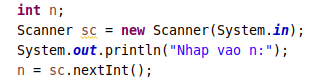 int n;
Scanner sc = new Scanner(System.in);
System.out.println("Nhap vao n:");
n = sc.nextInt();